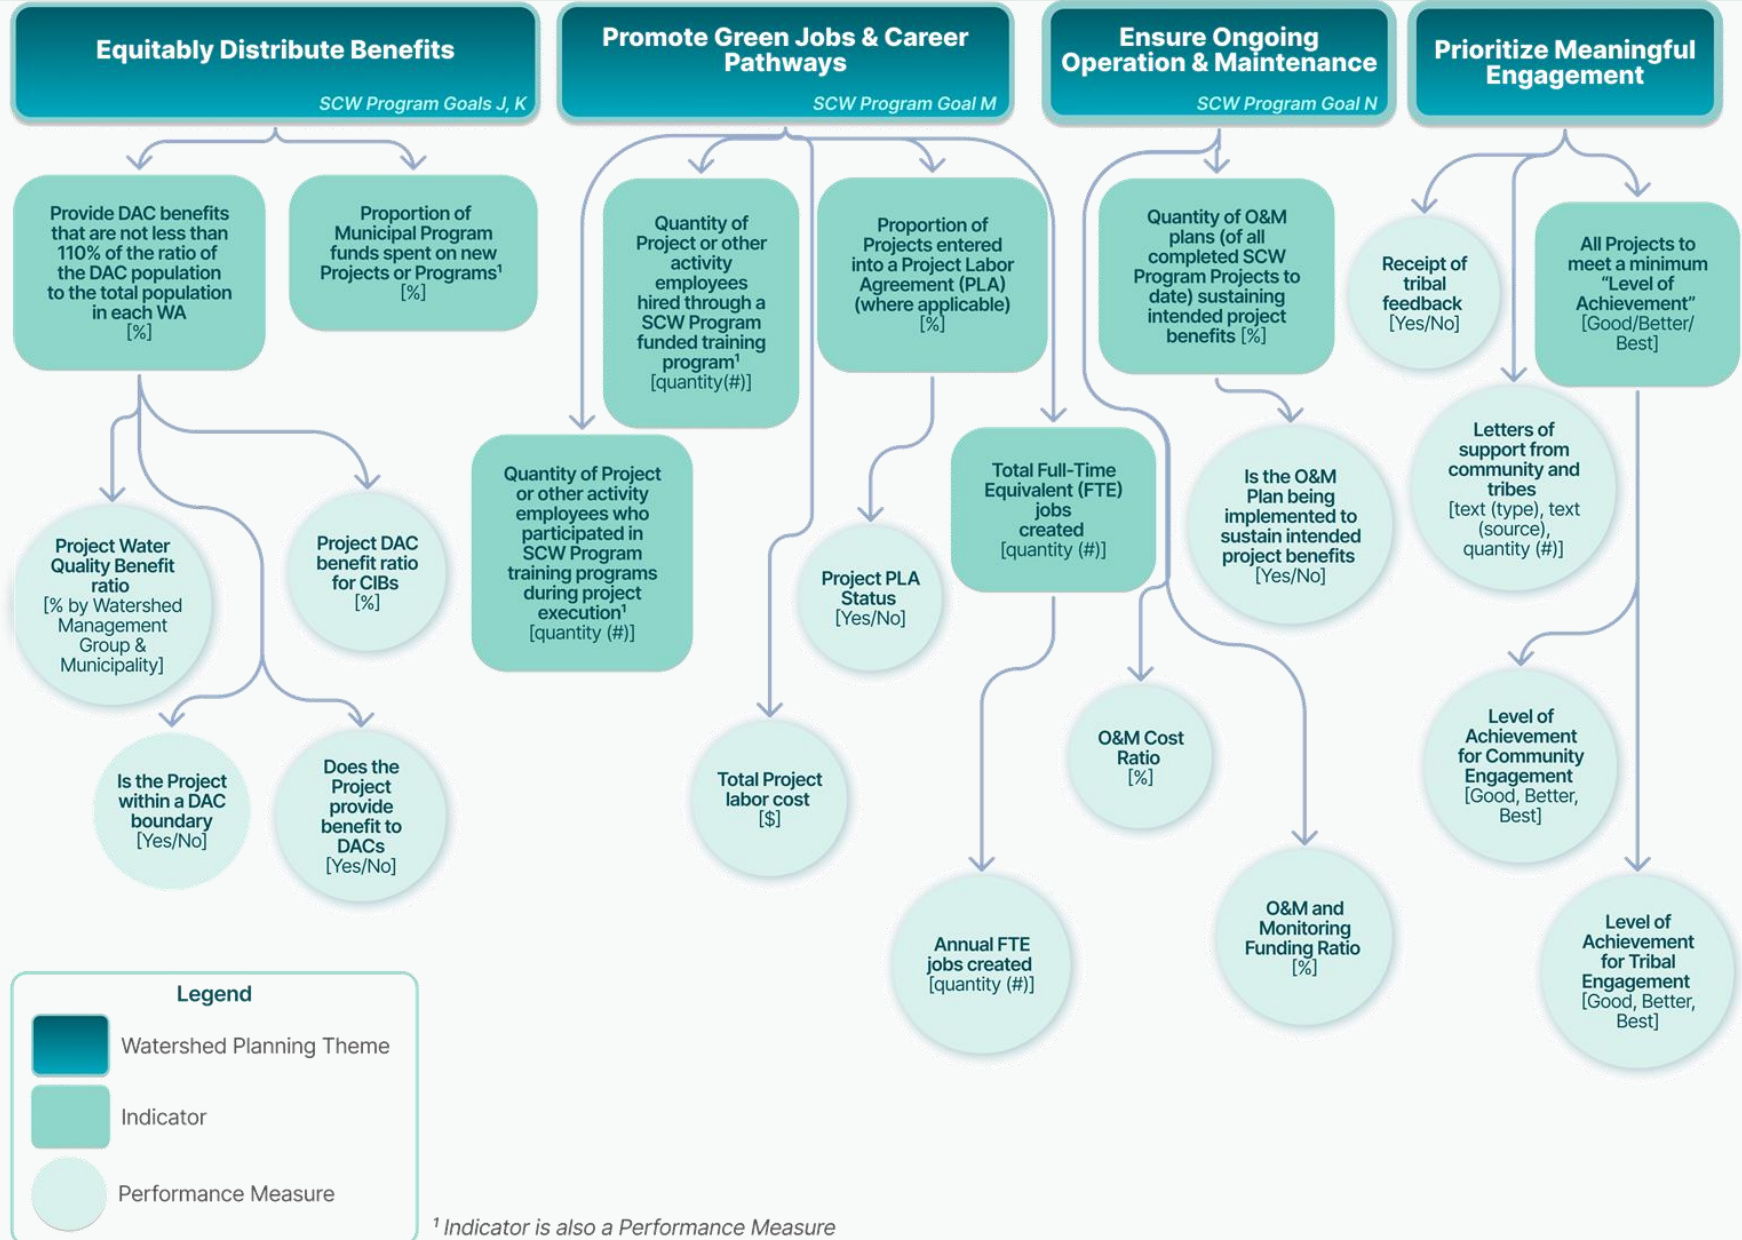 Equitably Distribute Benefits
SCW Program Goals J, K
Promote Green Jobs & Career
Pathways
SCW Program Goal M
Ensure Ongoing
Operation & Maintenance
SCW Program Goal N
Prioritize Meaningful
Engagement
Provide DAC benefits
that are not less than
110% of the ratio of
the DAC population
to the total population
in each WA
[%]
Proportion of
Municipal Program
funds spent on new
Projects or Programs¹
[%]
Quantity of
Project or other
activity
employees
hired through a
SCW Program
funded training
program¹
[quantity(#)]
Proportion of
Projects entered
into a Project Labor
Agreement (PLA)
(where applicable)
[%]
Quantity of O&M
plans (of all
completed SCW
Program Projects to
date) sustaining
intended project
benefits [%]
Receipt of
tribal
feedback
[Yes/No]
All Projects to
meet a minimum
“Level of
Achievement”
[Good/Better/
Best]
Quantity of Project
or other activity
employees who
participated in
SCW Program
training programs
during project
execution¹
[quantity (#)]
Total Full-Time
Equivalent (FTE)
jobs
created
[quantity (#)]
Is the O&M
Plan being
implemented to
sustain intended
project benefits
[Yes/No]
Letters of
support from
community and
tribes
[text (type), text
(source),
quantity (#)]
Project Water
Quality Benefit
ratio
[% by Watershed
Management
Group &
Municipality]
Project DAC
benefit ratio
for CIBs
[%]
Project PLA
Status
[Yes/No]
Is the Project
within a DAC
boundary
[Yes/No]
Does the
Project
provide
benefit to
DACs
[Yes/No]
Total Project
labor cost
[$]
O&M Cost
Ratio
[%]
Level of
Achievement
for Community
Engagement
[Good, Better,
Best]
Annual FTE
jobs created
[quantity (#)]
O&M and
Monitoring
Funding Ratio
[%]
Level of
Achievement
for Tribal
Engagement
[Good, Better,
Best]
Legend
Watershed Planning Theme
Indicator
Performance Measure
¹ Indicator is also a Performance Measure